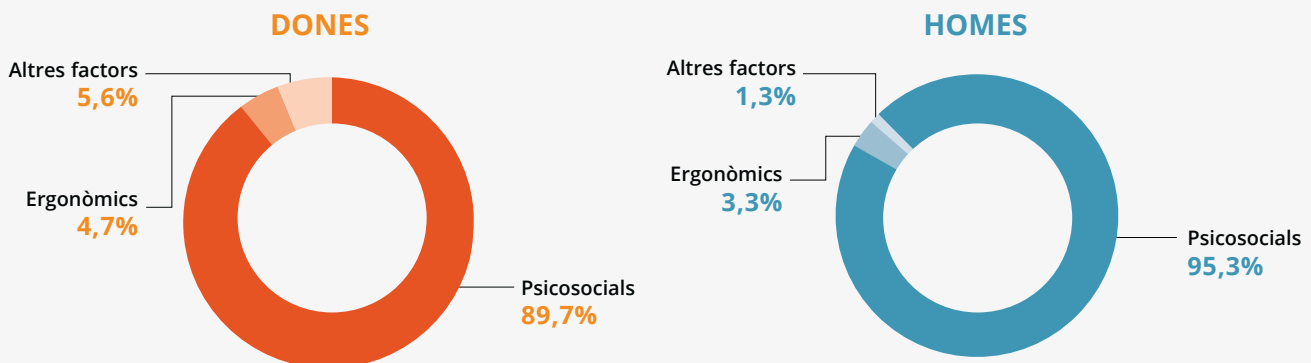 DONES
Altres factors
5,6%
Ergonòmics
4,7%
Psicosocials
89,7%
HOMES
Altres factors
1,3%
Ergonòmics
3,3%
Psicosocials
95,3%